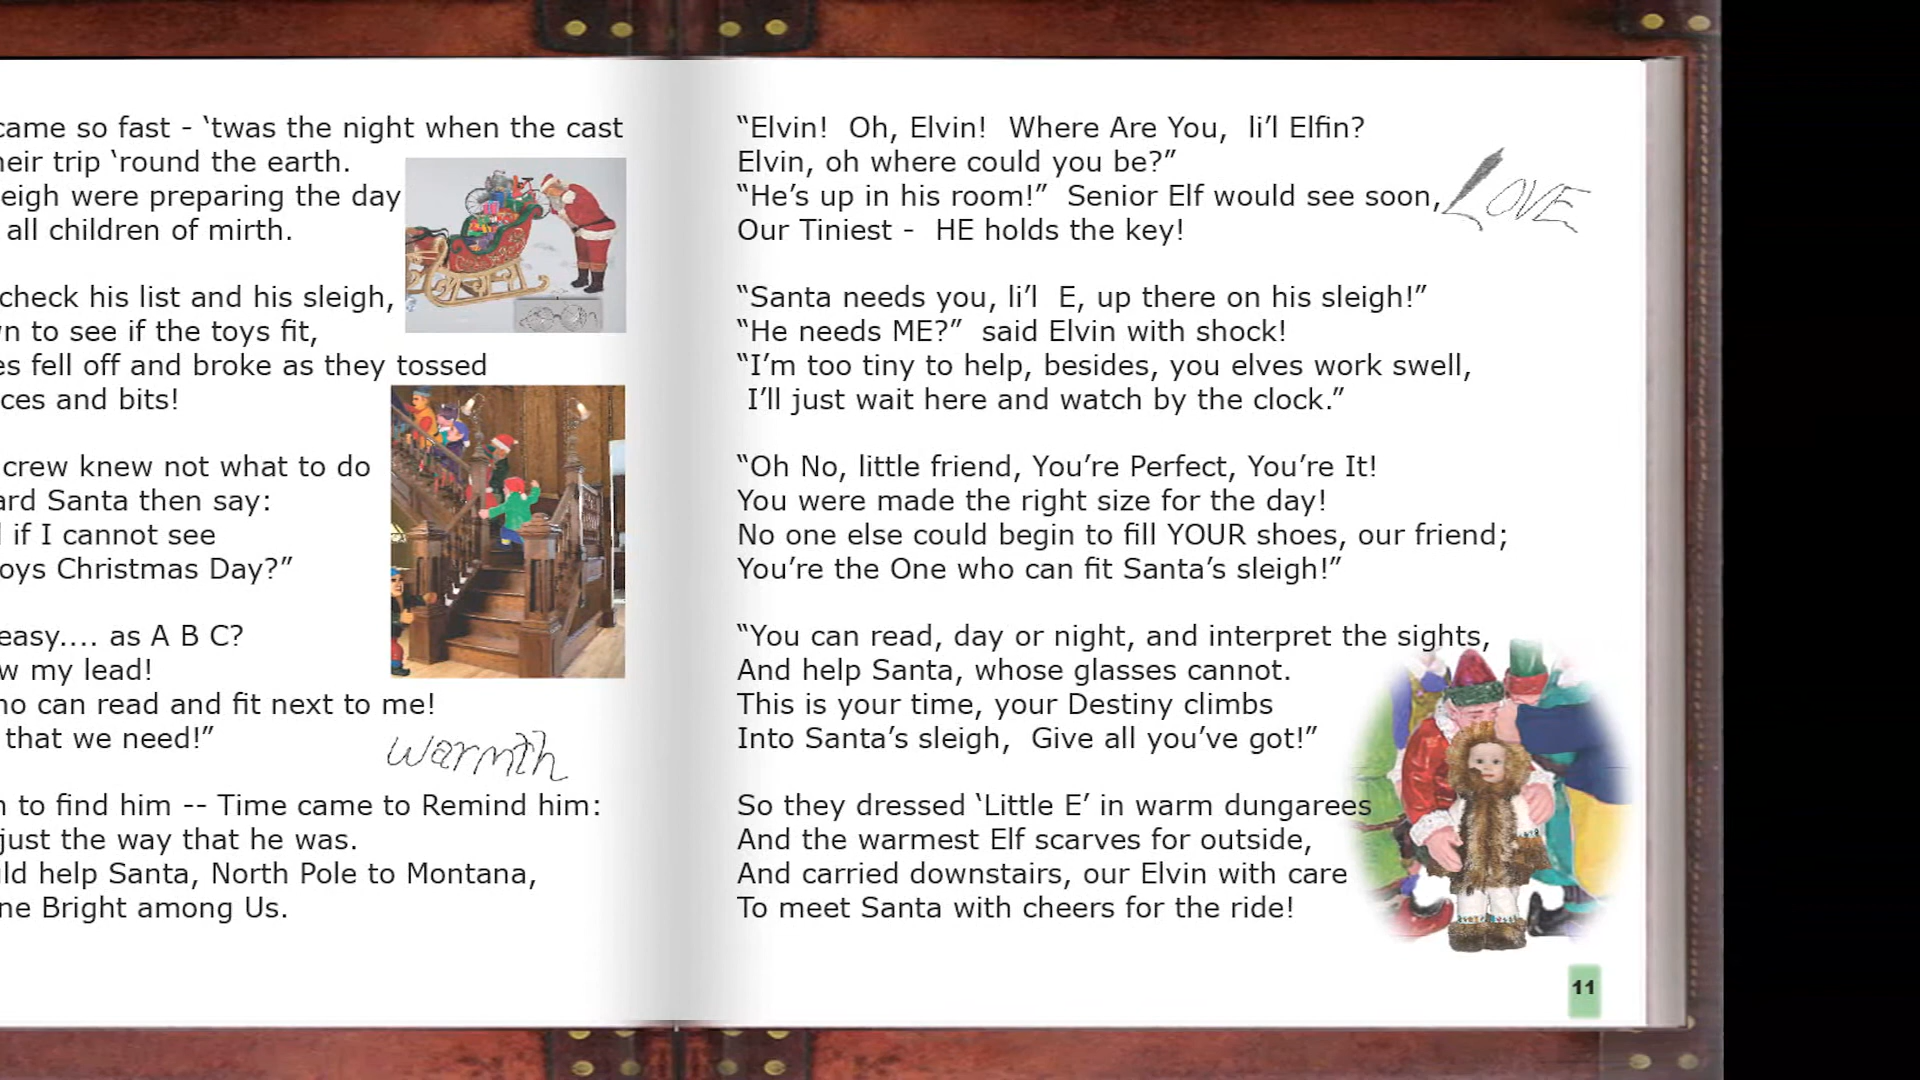 came so fast - ‘twas the night when the cast
heir trip ‘round the earth.
leigh were preparing the day
all children of mirth.
check his list and his sleigh,
wn to see if the toys fit,
es fell off and broke as they tossed
ces and bits!
crew knew not what to do
ard Santa then say:
if I cannot see
oys Christmas Day?”
easy.... as A B C?
w my lead!
ho can read and fit next to me!
that we need!”
warmth
n to find him -- Time came to Remind him:
just the way that he was.
uld help Santa, North Pole to Montana,
ne Bright among Us.
“Elvin!  Oh, Elvin!  Where Are You,  li’l Elfin?
Elvin, oh where could you be?”
“He’s up in his room!”  Senior Elf would see soon,
Our Tiniest -  HE holds the key!
LOVE
“Santa needs you, li’l  E, up there on his sleigh!”
“He needs ME?”  said Elvin with shock!
“I’m too tiny to help, besides, you elves work swell,
I’ll just wait here and watch by the clock.”
“Oh No, little friend, You’re Perfect, You’re It!
You were made the right size for the day!
No one else could begin to fill YOUR shoes, our friend;
You’re the One who can fit Santa’s sleigh!”
“You can read, day or night, and interpret the sights,
And help Santa, whose glasses cannot.
This is your time, your Destiny climbs
Into Santa’s sleigh,  Give all you’ve got!”
So they dressed ‘Little E’ in warm dungarees
And the warmest Elf scarves for outside,
And carried downstairs, our Elvin with care
To meet Santa with cheers for the ride!
11